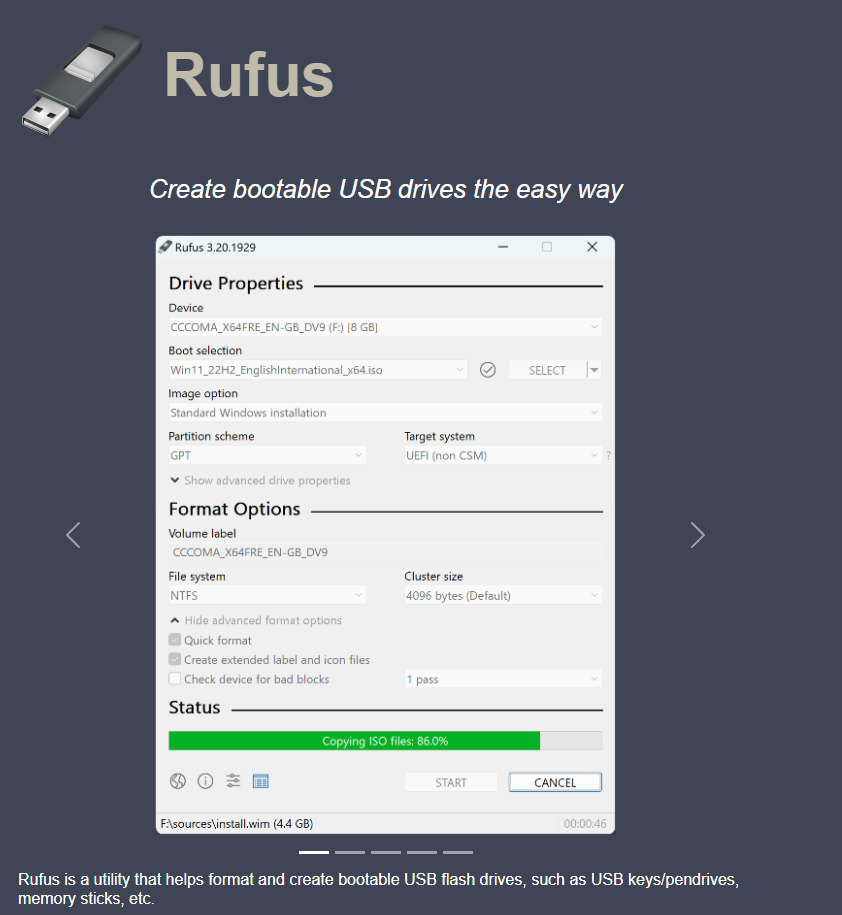 Rufus
Create bootable USB drives the easy way
Rufus 3.20.1929
Drive Properties
Device
CCCOMA_X64FRE_EN-GB_DV9 (F:) [8 GB]
Boot selection
Win11_22H2_EnglishInternational_x64.iso
SELECT
Image option
Standard Windows installation
Partition scheme
Target system
GPT
UEFI (non CSM)
?
Show advanced drive properties
Format Options
Volume label
CCCOMA_X64FRE_EN-GB_DV9
File system
Cluster size
NTFS
4096 bytes (Default)
Hide advanced format options
Quick format
Create extended label and icon files
Check device for bad blocks
1 pass
Status
Copying ISO files: 86.0%
START
CANCEL
F:\sources\install.wim (4.4 GB)
00:00:46
Rufus is a utility that helps format and create bootable USB flash drives, such as USB keys/pendrives,
memory sticks, etc.